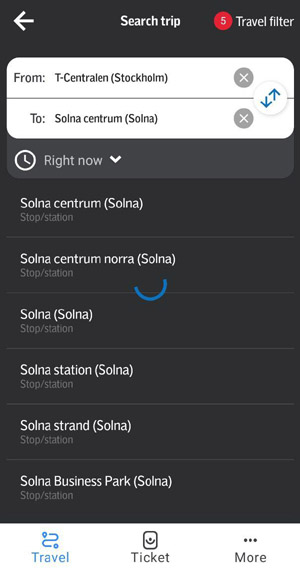 Search trip
5
Travel filter
From: T-Centralen (Stockholm)
To: Solna centrum (Solna)
Right now
Solna centrum (Solna)
Stop/station
Solna centrum norra (Solna)
Stop/station
Solna (Solna)
Stop/station
Solna station (Solna)
Stop/station
Solna strand (Solna)
Stop/station
Solna Business Park (Solna)
Stop/station
Travel
Ticket
More